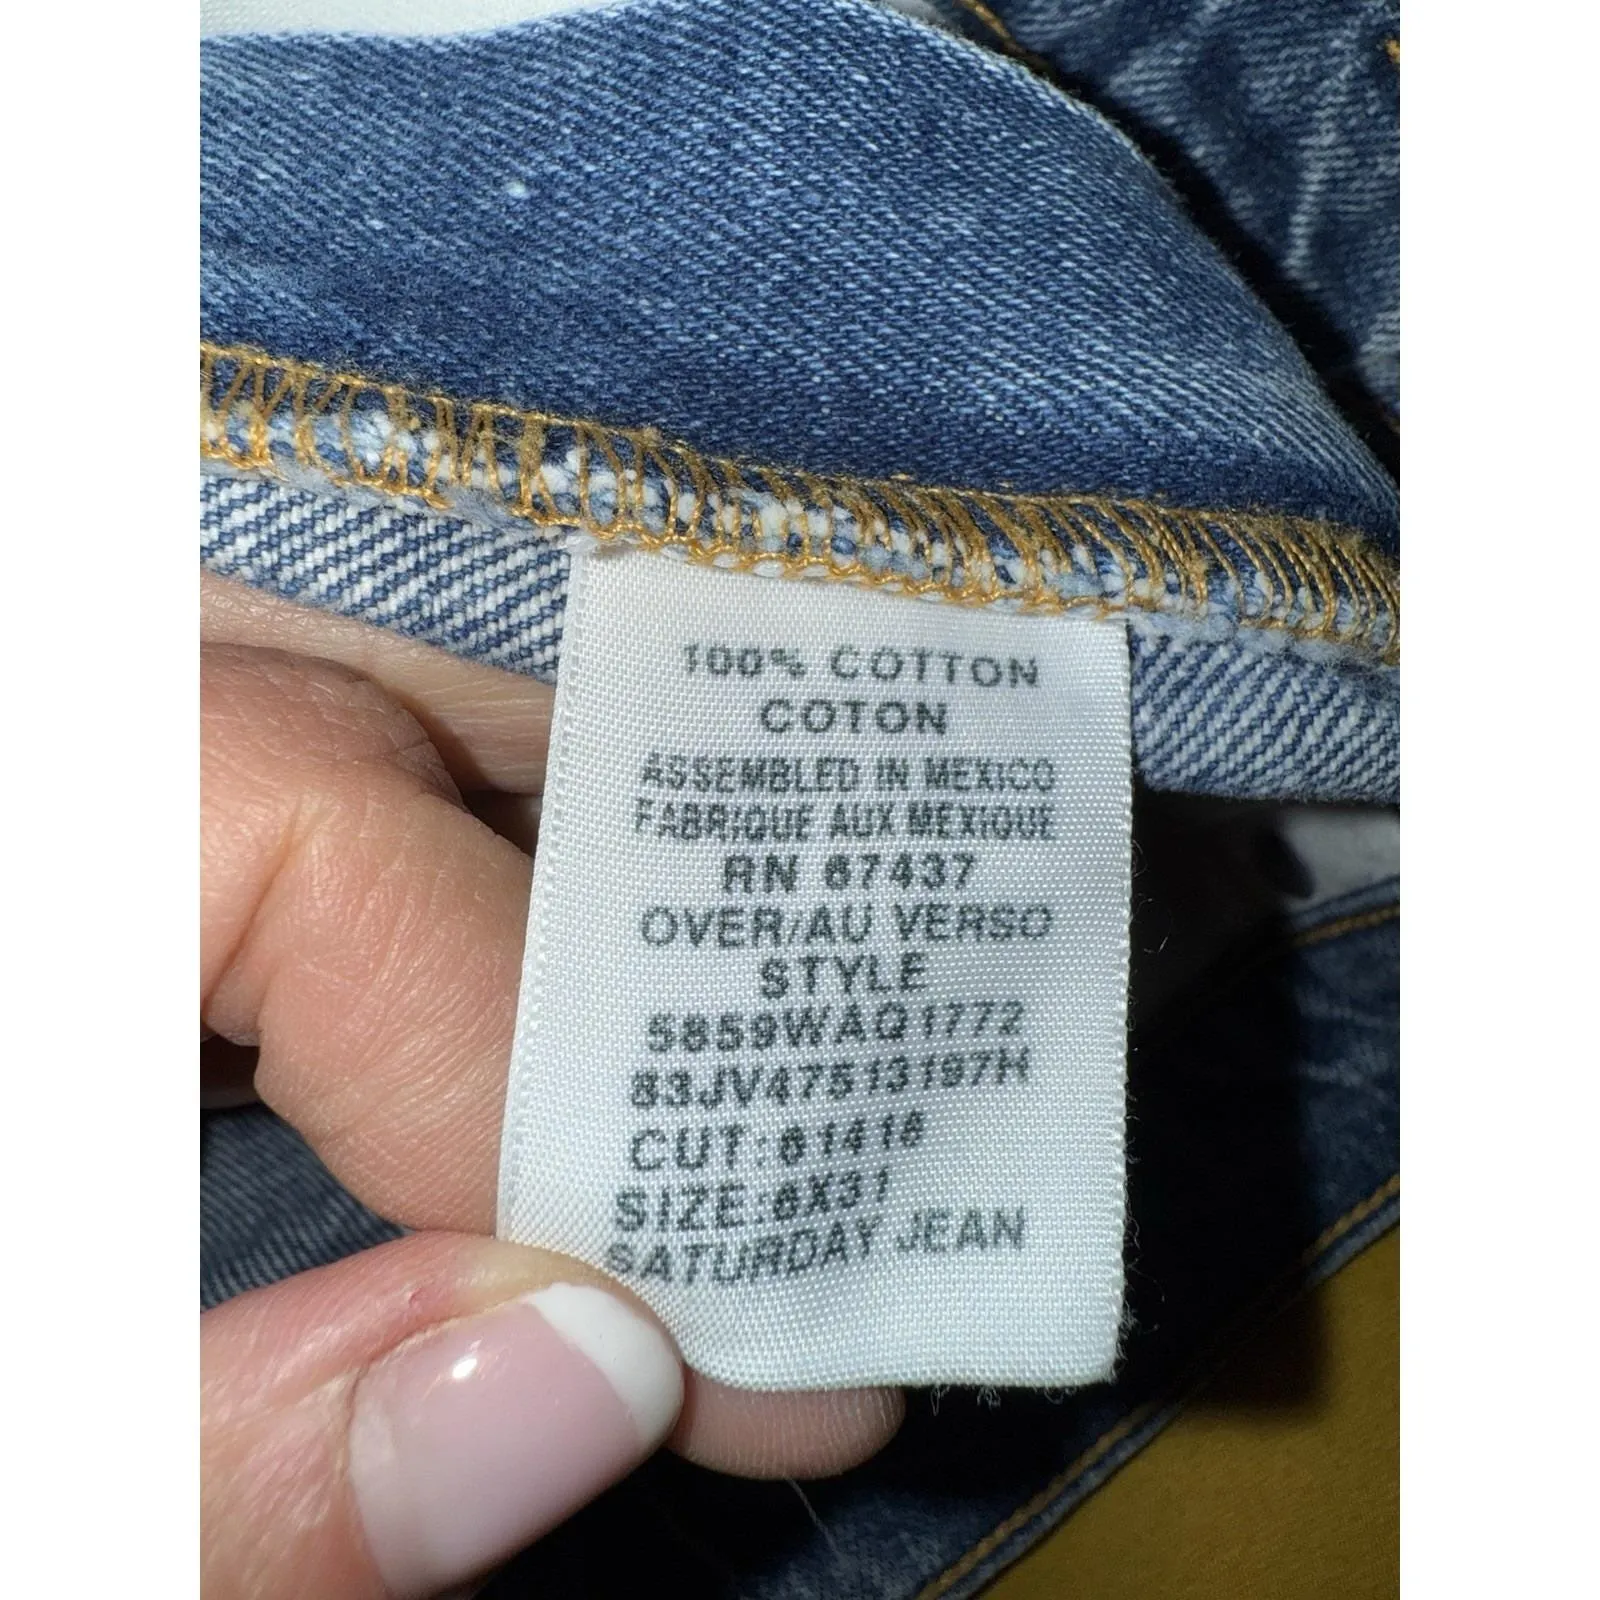 100% COTTON
COTON
ASSEMBLED IN MEXICO
FABRIQUE AUX MEXIQUE
RN 67437
OVER/AU VERSO
STYLE
5859WAQ1772
83JV47513197H
CUT:61416
SIZE:6X31
SATURDAY JEAN